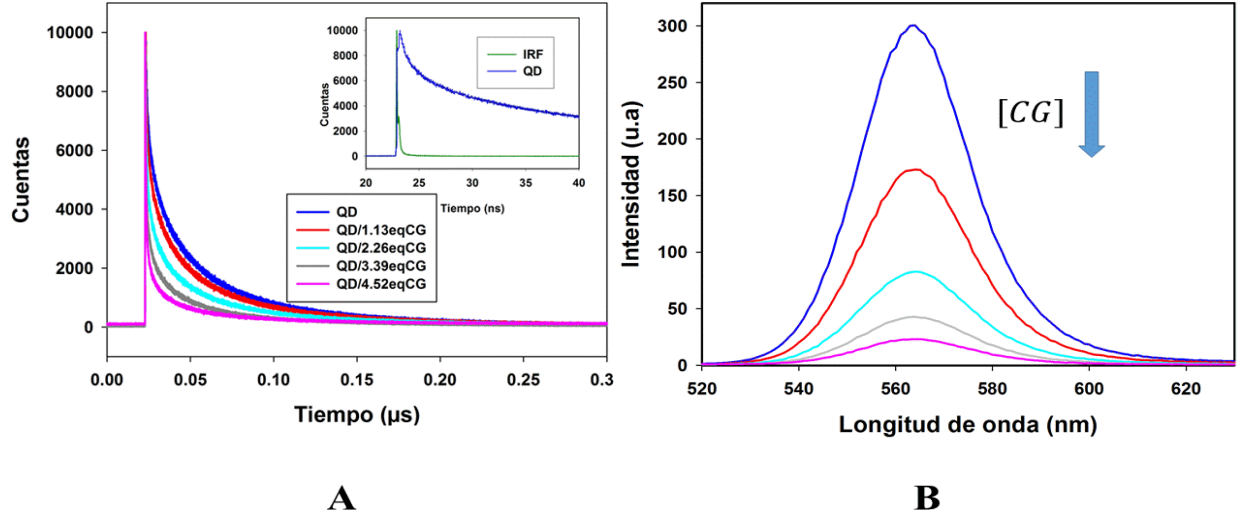 A
10000
8000
6000
4000
2000
0
Cuentas
0.00
0.05
0.10
0.15
0.20
0.25
0.3
Tiempo (µs)
10000
8000
6000
4000
2000
0
Cuentas
20
25
30
35
40
Tiempo (ns)
IRF
QD
QD
QD/1.13eqCG
QD/2.26eqCG
QD/3.39eqCG
QD/4.52eqCG
B
300
250
200
150
100
50
0
Intensidad (u.a)
[CG]
520
540
560
580
600
620
Longitud de onda (nm)
A
B